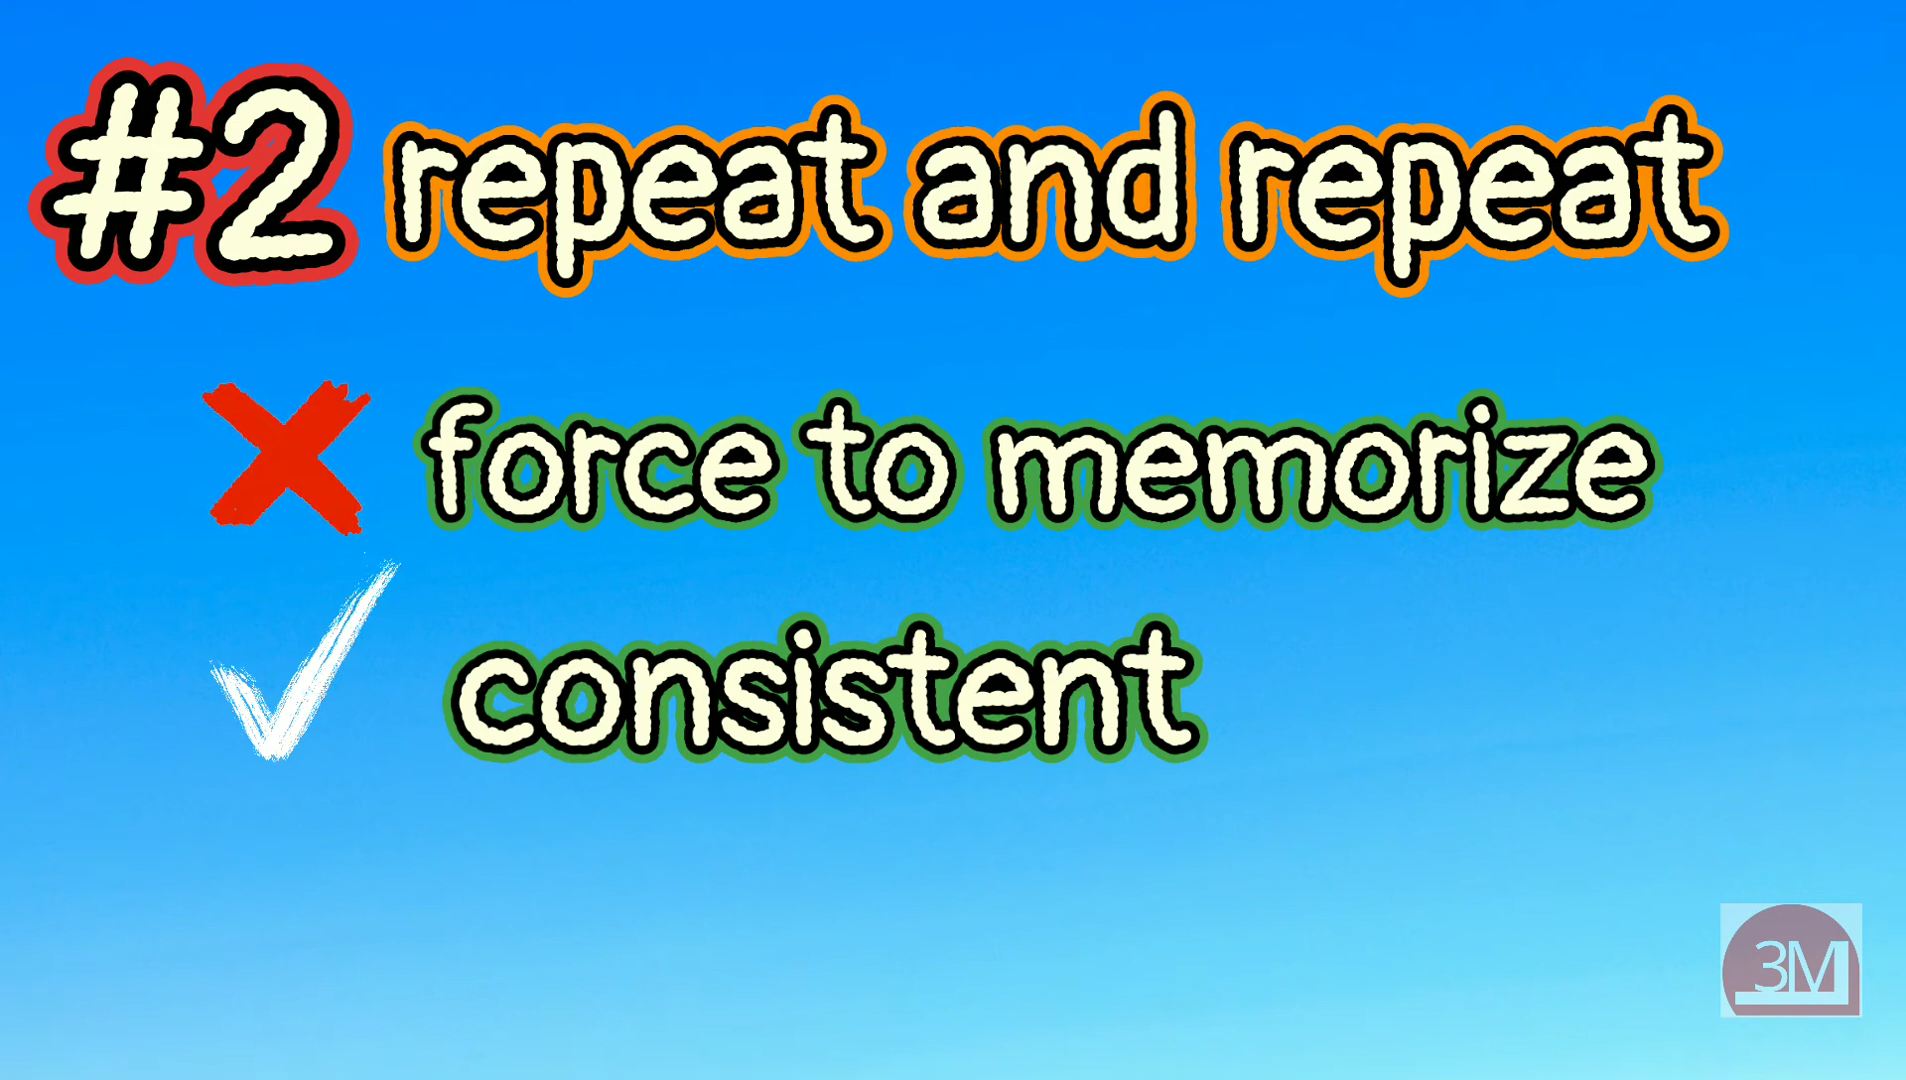 #2 repeat and repeat
force to memorize
consistent
3M